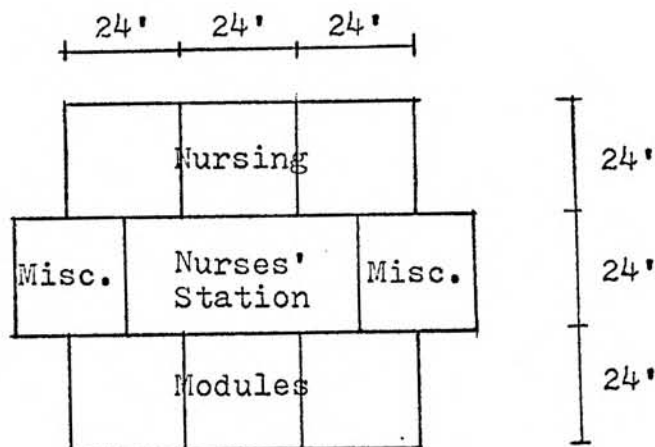 24' 24' 24'
Nursing
24'
Misc.
Nurses'
Station
Misc.
24'
Modules
24'